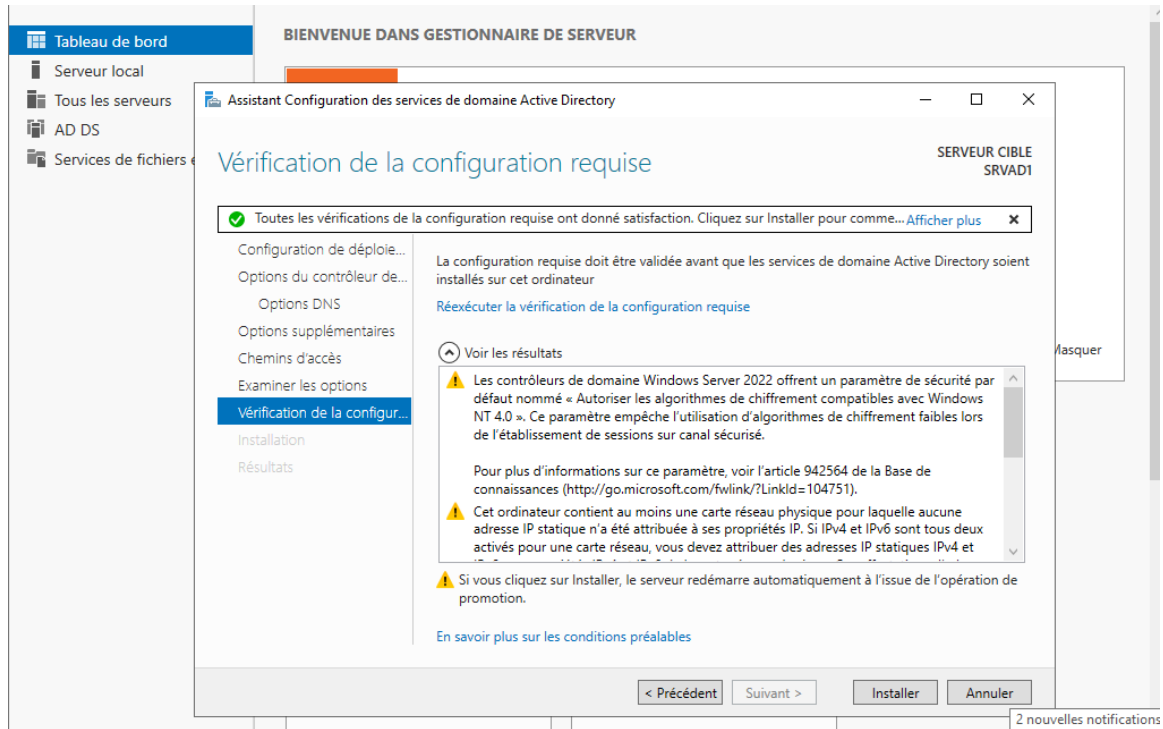 Tableau de bord
Serveur local
Tous les serveurs
AD DS
Services de fichiers e
BIENVENUE DANS GESTIONNAIRE DE SERVEUR
Masquer
Assistant Configuration des services de domaine Active Directory
Vérification de la configuration requise
SERVEUR CIBLE
SRVAD1
Toutes les vérifications de la configuration requise ont donné satisfaction. Cliquez sur Installer pour comme... Afficher plus
Configuration de déploie...
Options du contrôleur de...
Options DNS
Options supplémentaires
Chemins d'accès
Examiner les options
Vérification de la configur...
Installation
Résultats
La configuration requise doit être validée avant que les services de domaine Active Directory soient
installés sur cet ordinateur
Réexécuter la vérification de la configuration requise
Voir les résultats
Les contrôleurs de domaine Windows Server 2022 offrent un paramètre de sécurité par
défaut nommé « Autoriser les algorithmes de chiffrement compatibles avec Windows
NT 4.0 ». Ce paramètre empêche l'utilisation d'algorithmes de chiffrement faibles lors
de l'établissement de sessions sur canal sécurisé.
Pour plus d'informations sur ce paramètre, voir l'article 942564 de la Base de
connaissances (http://go.microsoft.com/fwlink/?LinkId=104751).
Cet ordinateur contient au moins une carte réseau physique pour laquelle aucune
adresse IP statique n'a été attribuée à ses propriétés IP. Si IPv4 et IPv6 sont tous deux
activés pour une carte réseau, vous devez attribuer des adresses IP statiques IPv4 et
Si vous cliquez sur Installer, le serveur redémarre automatiquement à l'issue de l'opération de
promotion.
En savoir plus sur les conditions préalables
< Précédent
Suivant >
Installer
Annuler
2 nouvelles notifications